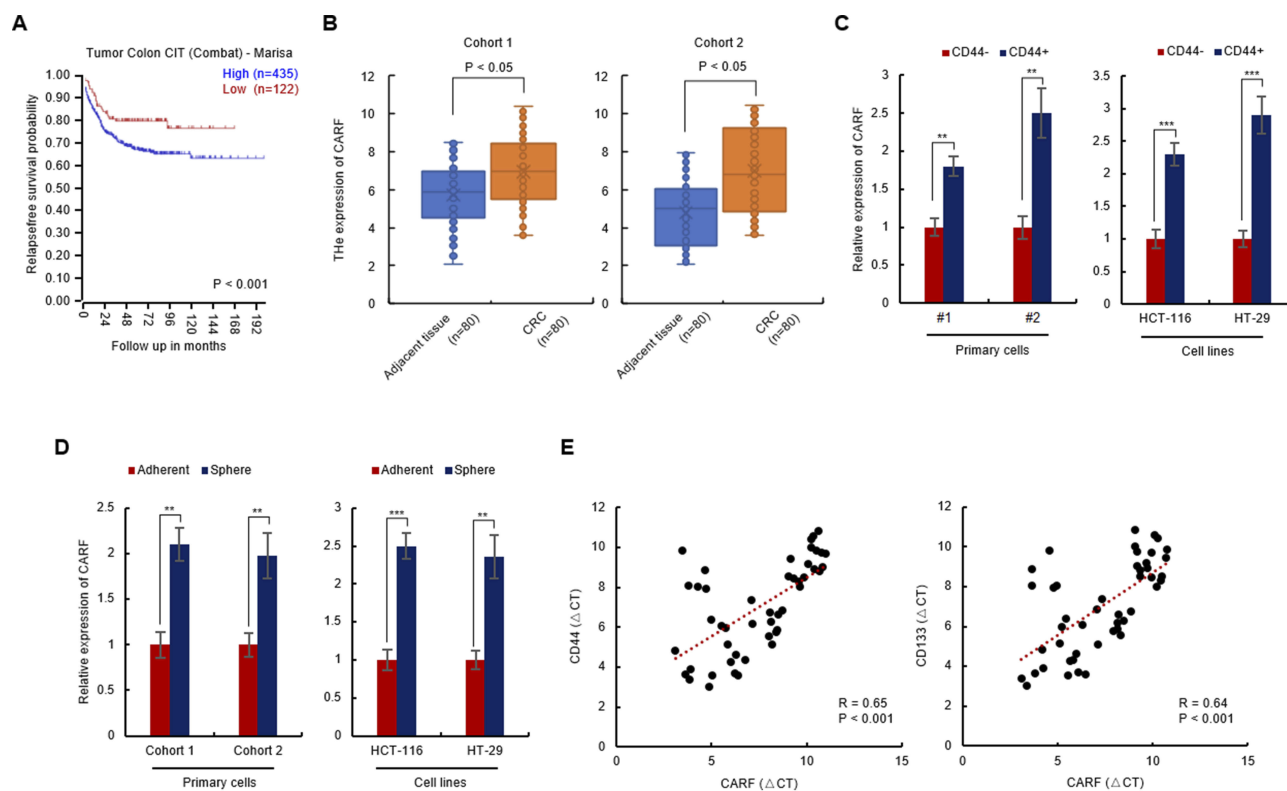 A
Tumor Colon CIT (Combat) - Marisa
High (n=435)
Low (n=122)
Relapsefree survival probability
1.00
0.90
0.80
0.70
0.60
0.50
0.40
0.30
0.20
0.10
0.00
P < 0.001
0 24 48 72 96 120 144 168 192
Follow up in months
B
Cohort 1
P < 0.05
THe expression of CARF
12
10
8
6
4
2
0
Adjacent tissue (n=80)
CRC (n=80)
Cohort 2
P < 0.05
12
10
8
6
4
2
0
Adjacent tissue (n=80)
CRC (n=80)
C
CD44- CD44+
Relative expression of CARF
3
2.5
2
1.5
1
0.5
0
**
**
#1 #2
Primary cells
CD44- CD44+
3.5
3
2.5
2
1.5
1
0.5
0
***
***
HCT-116 HT-29
Cell lines
D
Adherent Sphere
Relative expression of CARF
2.5
2
1.5
1
0.5
0
**
**
Cohort 1 Cohort 2
Primary cells
Adherent Sphere
3
2.5
2
1.5
1
0.5
0
***
**
HCT-116 HT-29
Cell lines
E
CD44 (△CT)
12
10
8
6
4
2
0
R = 0.65
P < 0.001
0 5 10 15
CARF (△CT)
CD133 (△CT)
12
10
8
6
4
2
0
R = 0.64
P < 0.001
0 5 10 15
CARF (△CT)